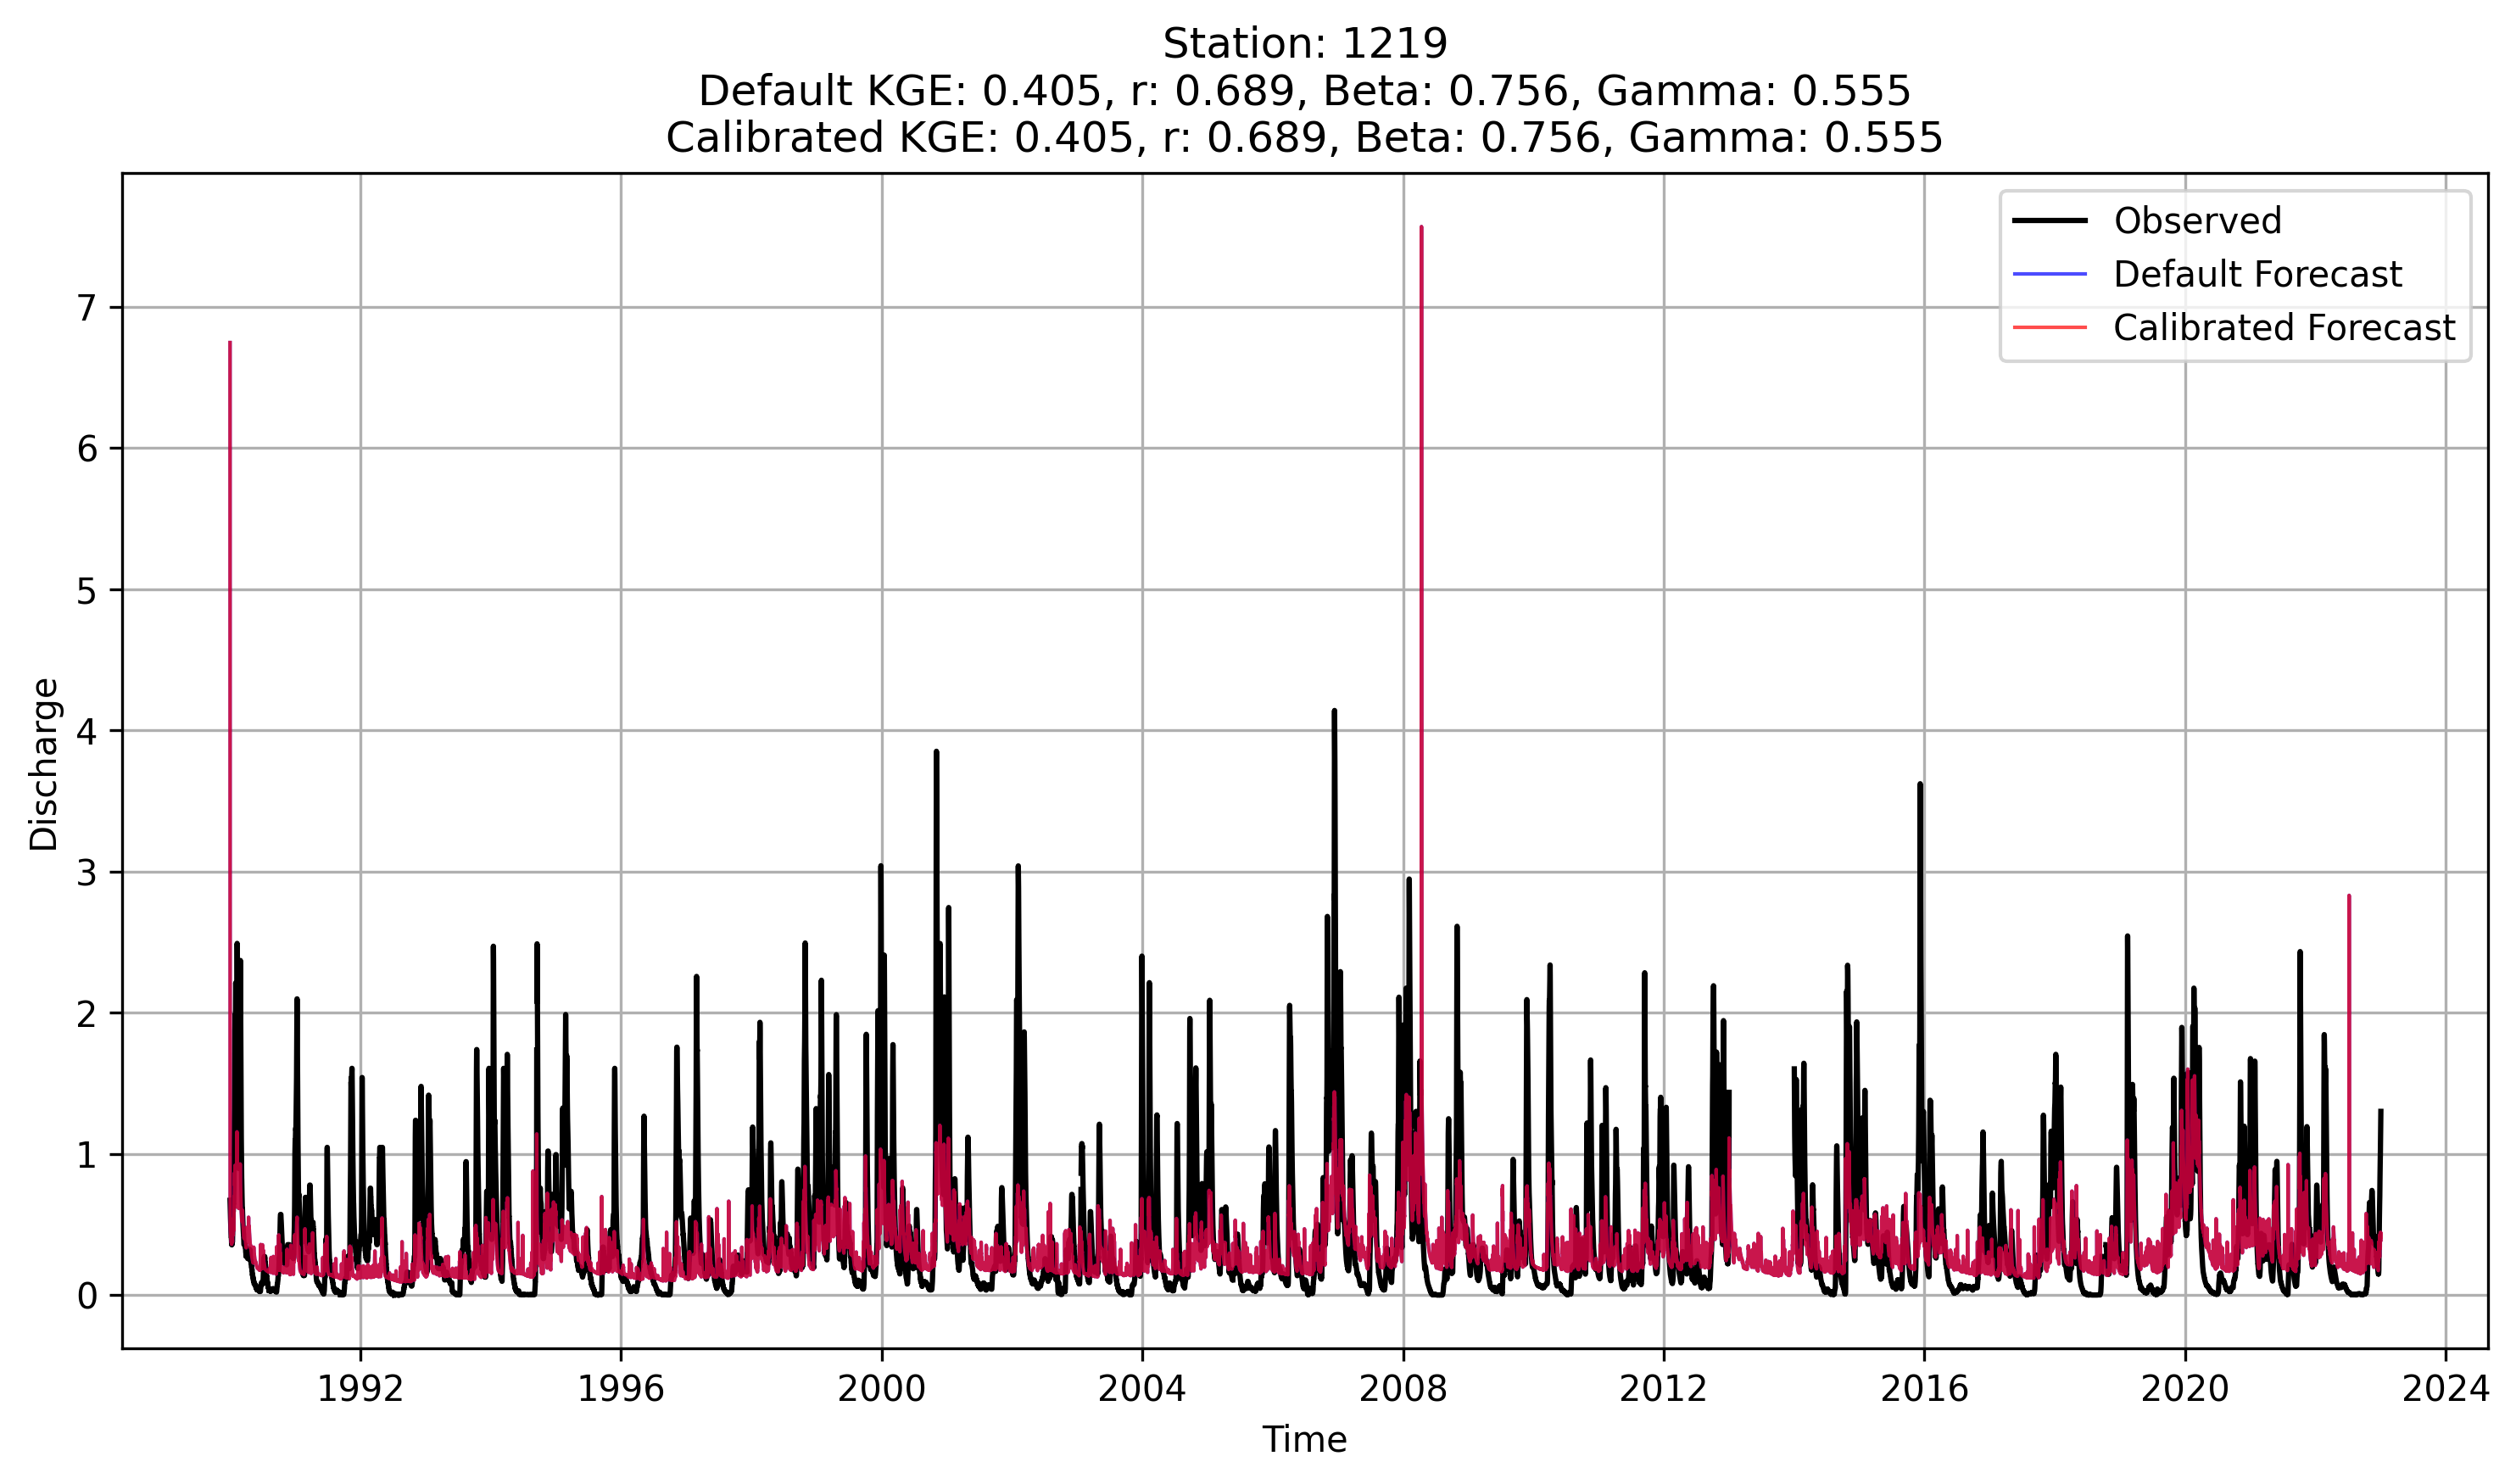 Station: 1219
Default KGE: 0.405, r: 0.689, Beta: 0.756, Gamma: 0.555
Calibrated KGE: 0.405, r: 0.689, Beta: 0.756, Gamma: 0.555
Observed
Default Forecast
Calibrated Forecast
7
6
5
4
3
2
1
0
Discharge
1992 1996 2000 2004 2008 2012 2016 2020 2024
Time